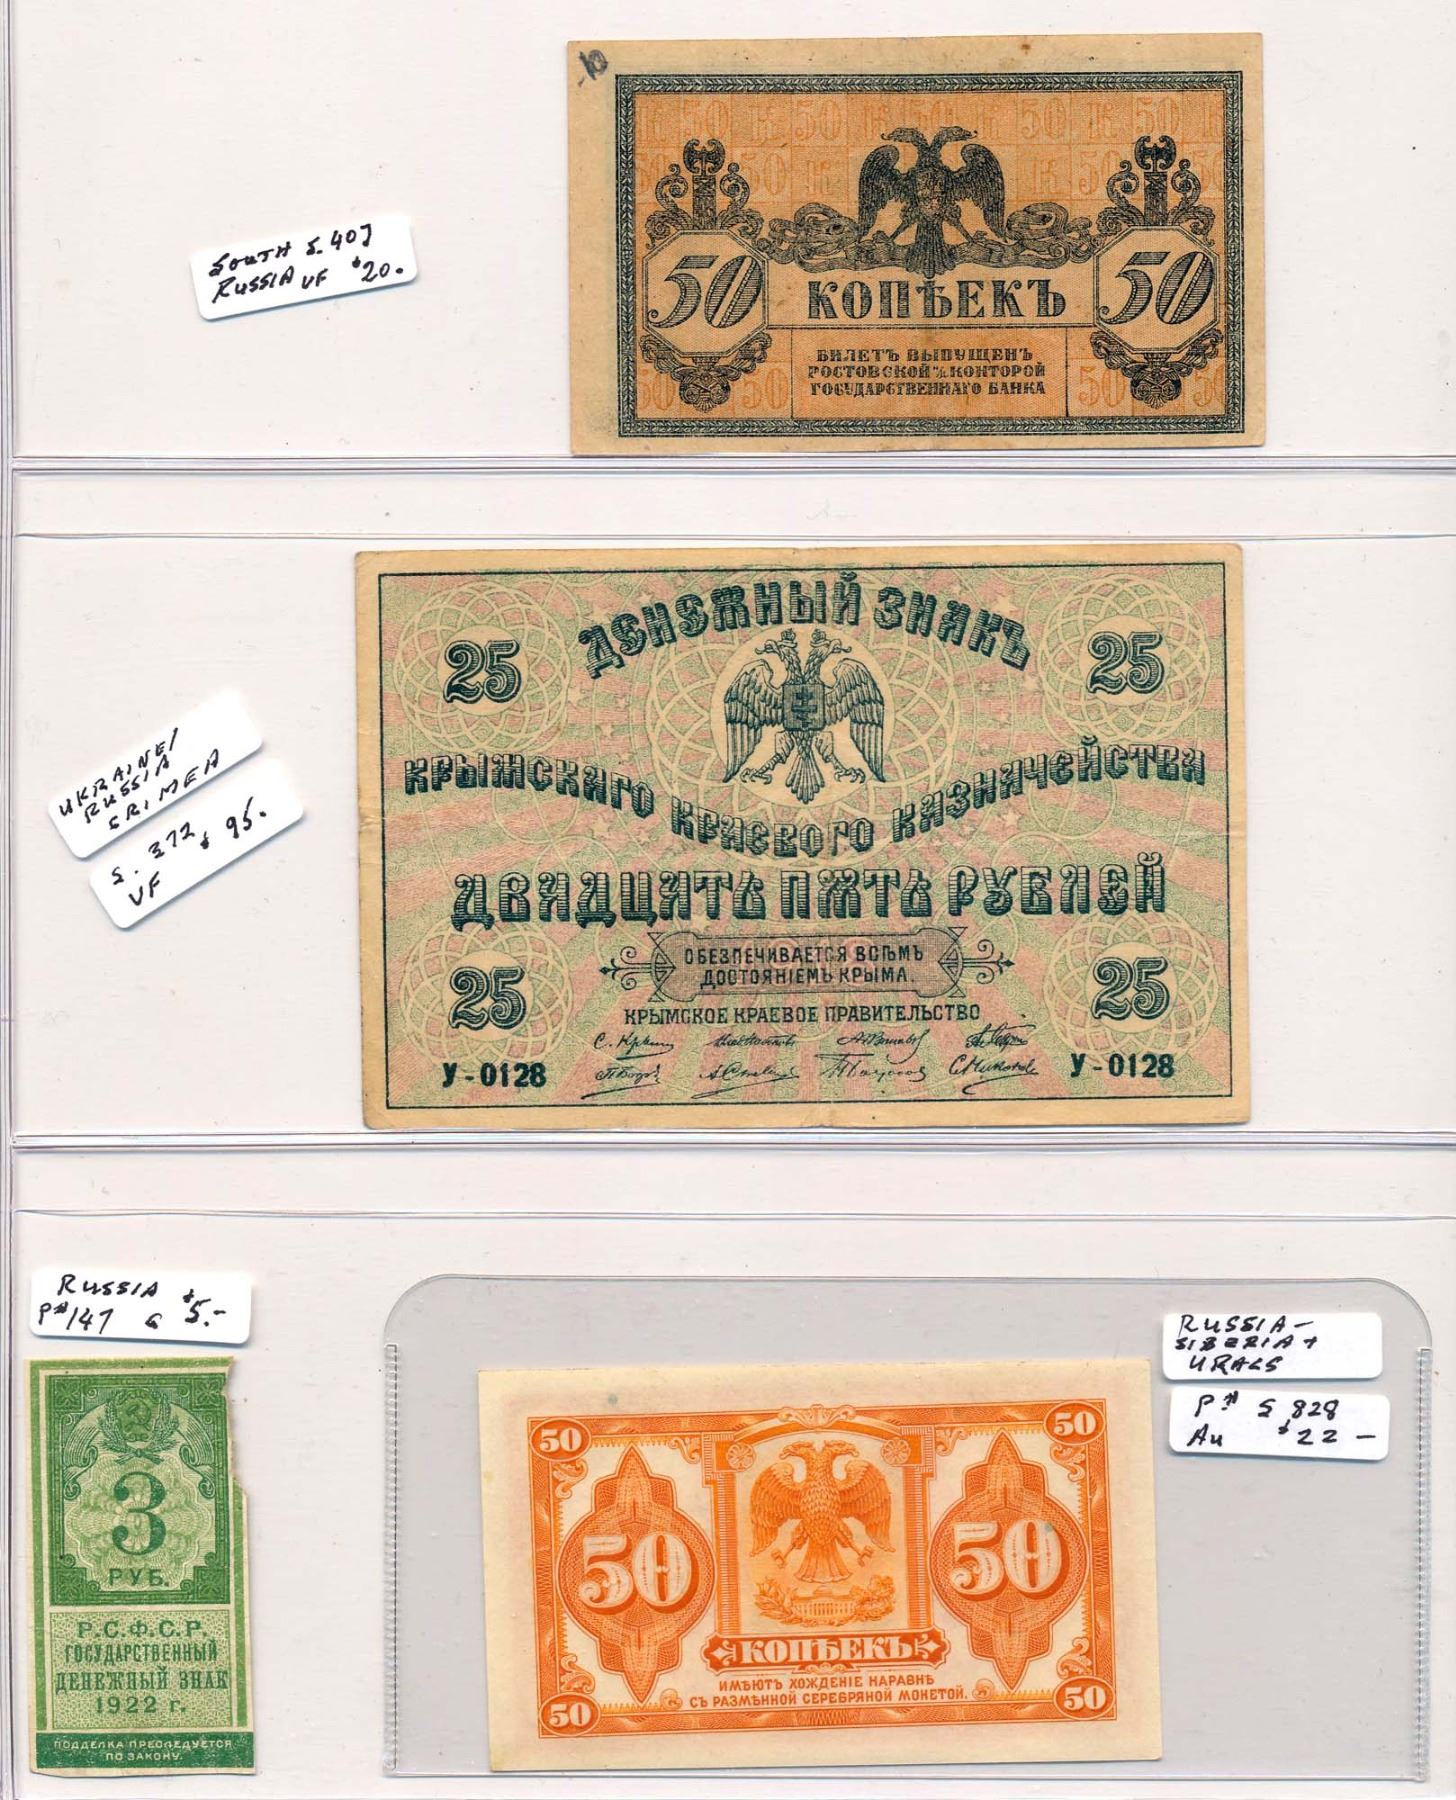 50
КОПѢЕКЪ
50
БИЛЕТЪ ВЫПУЩЕНЪ
РОСТОВСКОЙ н/д КОНТОРОЙ
ГОСУДАРСТВЕННАГО БАНКА
SOUTH S. 407
RUSSIA VF $20.
ДЕНЕЖНЫЙ ЗНАКЪ
25
25
КРЫМСКАГО КРАЕВОГО КАЗНАЧЕЙСТВА
ДВАДЦАТЬ ПЯТЬ РУБЛЕЙ
ОБЕЗПЕЧИВАЕТСЯ ВСѢМЪ
ДОСТОЯНІЕМЪ КРЫМА.
25
25
КРЫМСКОЕ КРАЕВОЕ ПРАВИТЕЛЬСТВО
У-0128
У-0128
UKRAINE/
RUSSIA
CRIMEA
S. 372 $95.
VF
RUSSIA
P#147 G $5.-
3
РУБ.
Р.С.Ф.С.Р.
ГОСУДАРСТВЕННЫЙ
ДЕНЕЖНЫЙ ЗНАК
1922 г.
ПОДДЕЛКА ПРЕСЛЕДУЕТСЯ
ПО ЗАКОНУ.
RUSSIA-
SIBERIA+
URALS
P# S828
AU $22-
50
50
50
50
КОПѢЕКЪ
ИМѢЮТЪ ХОЖДЕНІЕ НАРАВНѢ
СЪ РАЗМѢННОЙ СЕРЕБРЯНОЙ МОНЕТОЙ.
50
50